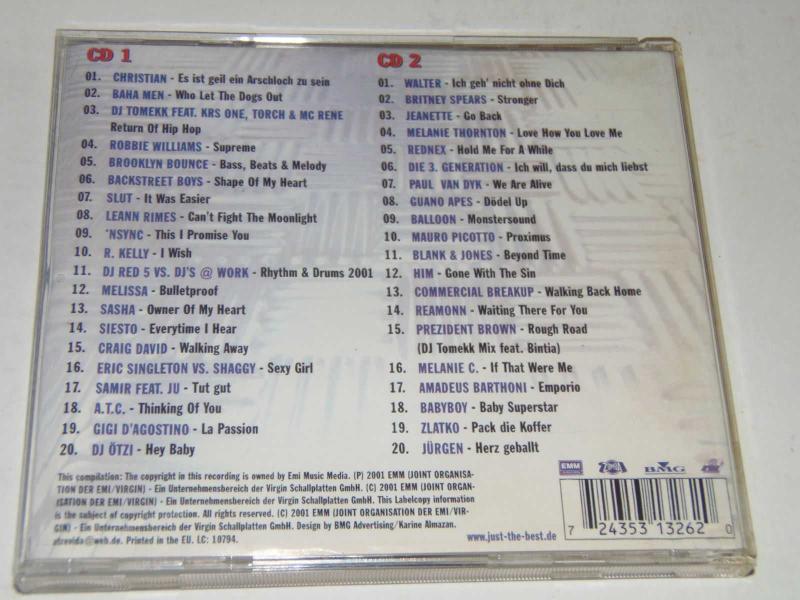 CD 1
01. CHRISTIAN - Es ist geil ein Arschloch zu sein
02. BAHA MEN - Who Let The Dogs Out
03. DJ TOMEKK FEAT. KRS ONE, TORCH & MC RENE
Return Of Hip Hop
04. ROBBIE WILLIAMS - Supreme
05. BROOKLYN BOUNCE - Bass, Beats & Melody
06. BACKSTREET BOYS - Shape Of My Heart
07. SLUT - It Was Easier
08. LEANN RIMES - Can't Fight The Moonlight
09. 'NSYNC - This I Promise You
10. R. KELLY - I Wish
11. DJ RED 5 VS. DJ'S @ WORK - Rhythm & Drums 2001
12. MELISSA - Bulletproof
13. SASHA - Owner Of My Heart
14. SIESTO - Everytime I Hear
15. CRAIG DAVID - Walking Away
16. ERIC SINGLETON VS. SHAGGY - Sexy Girl
17. SAMIR FEAT. JU - Tut gut
18. A.T.C. - Thinking Of You
19. GIGI D'AGOSTINO - La Passion
20. DJ ÖTZI - Hey Baby
CD 2
01. WALTER - Ich geh' nicht ohne Dich
02. BRITNEY SPEARS - Stronger
03. JEANETTE - Go Back
04. MELANIE THORNTON - Love How You Love Me
05. REDNEX - Hold Me For A While
06. DIE 3. GENERATION - Ich will, dass du mich liebst
07. PAUL VAN DYK - We Are Alive
08. GUANO APES - Dödel Up
09. BALLOON - Monstersound
10. MAURO PICOTTO - Proximus
11. BLANK & JONES - Beyond Time
12. HIM - Gone With The Sin
13. COMMERCIAL BREAKUP - Walking Back Home
14. REAMONN - Waiting There For You
15. PREZIDENT BROWN - Rough Road
(DJ Tomekk Mix feat. Bintia)
16. MELANIE C. - If That Were Me
17. AMADEUS BARTHONI - Emporio
18. BABYBOY - Baby Superstar
19. ZLATKO - Pack die Koffer
20. JÜRGEN - Herz geballt
This compilation: The copyright in this recording is owned by Emi Music Media. (P) 2001 EMM (JOINT ORGANISA-
TION DER EMI/VIRGIN) - Ein Unternehmensbereich der Virgin Schallplatten GmbH. (C) 2001 EMM (JOINT ORGAN-
ISATION DER EMI/VIRGIN) - Ein Unternehmensbereich der Virgin Schallplatten GmbH. This Labelcopy information
is the subject of copyright protection. All rights reserved. (C) 2001 EMM (JOINT ORGANISATION DER EMI/VIR-
GIN) - Ein Unternehmensbereich der Virgin Schallplatten GmbH. Design by BMG Advertising/Karine Almazan.
atrevida@web.de. Printed in the EU. LC: 10794.
EMM
BMG
www.just-the-best.de
7 24353 13262 0